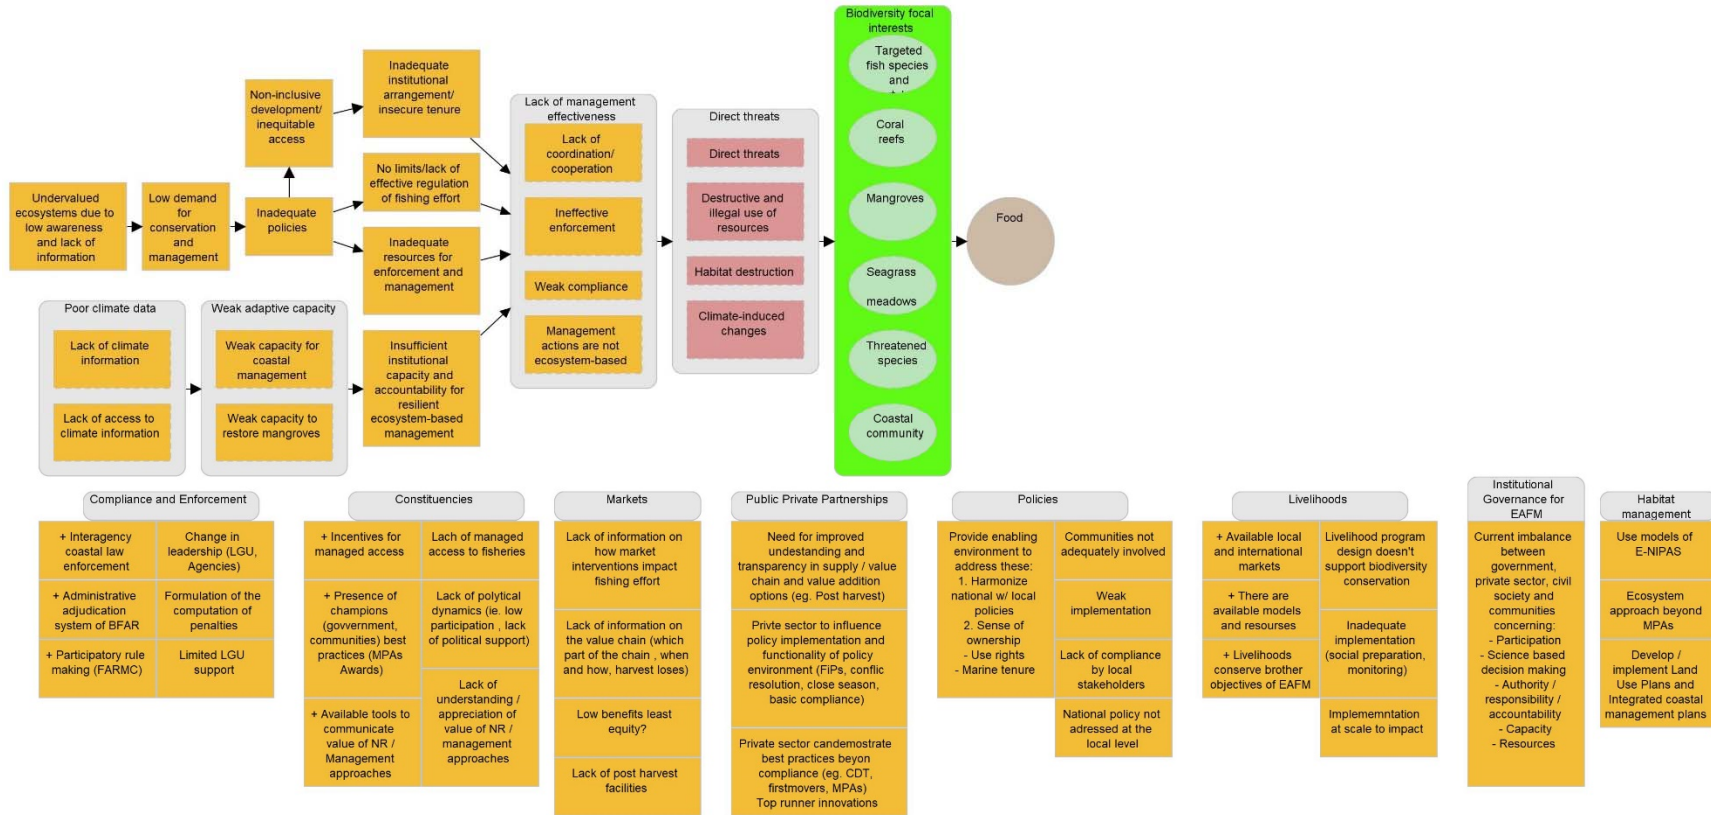 Biodiversity focal
interests
Targeted
fish species
and
Coral
reefs
Mangroves
Seagrass
meadows
Threatened
species
Coastal
community
Food
Undervalued
ecosystems due to
low awareness
and lack of
information
Low demand
for
conservation
and
management
Inadequate
policies
Non-inclusive
development/
inequitable
access
Inadequate
institutional
arrangement/
insecure tenure
No limits/lack of
effective regulation
of fishing effort
Inadequate
resources for
enforcement and
management
Insufficient
institutional
capacity and
accountability for
resilient
ecosystem-based
management
Poor climate data
Lack of climate
information
Lack of access to
climate information
Weak adaptive capacity
Weak capacity for
coastal
management
Weak capacity to
restore mangroves
Lack of management
effectiveness
Lack of
coordination/
cooperation
Ineffective
enforcement
Weak compliance
Management
actions are not
ecosystem-based
Direct threats
Direct threats
Destructive and
illegal use of
resources
Habitat destruction
Climate-induced
changes
Compliance and Enforcement
+ Interagency
coastal law
enforcement
+ Administrative
adjudication
system of BFAR
+ Participatory rule
making (FARMC)
Change in
leadership (LGU,
Agencies)
Formulation of the
computation of
penalties
Limited LGU
support
Constituencies
+ Incentives for
managed access
+ Presence of
champions
(govvernment,
communities) best
practices (MPAs
Awards)
+ Available tools to
communicate
value of NR /
Management
approaches
Lack of managed
access to fisheries
Lack of polytical
dynamics (ie. low
participation , lack
of political support)
Lack of
understanding /
appreciation of
value of NR /
management
approaches
Markets
Lack of information on
how market
interventions impact
fishing effort
Lack of information
on the value chain (which
part of the chain , when
and how, harvest loses)
Low benefits least
equity?
Lack of post harvest
facilities
Public Private Partnerships
Need for improved
undestanding and
transparency in supply / value
chain and value addition
options (eg. Post harvest)
Privte sector to influence
policy implementation and
functionality of policy
environment (FiPs, conflic
resolution, close season,
basic compliance)
Private sector candemostrate
best practices beyon
compliance (eg. CDT,
firstmovers, MPAs)
Top runner innovations
Policies
Provide enabling
environment to
address these:
1. Harmonize
national w/ local
policies
2. Sense of
ownership
- Use rights
- Marine tenure
Communities not
adequately involved
Weak
implementation
Lack of compliance
by local
stakeholders
National policy not
adressed at the
local level
Livelihoods
+ Available local
and international
markets
+ There are
available models
and resourses
+ Livelihoods
conserve brother
objectives of EAFM
Livelihood program
design doesn't
support biodiversity
conservation
Inadequate
implementation
(social preparation,
monitoring)
Implememntation
at scale to impact
Institutional
Governance for
EAFM
Current imbalance
between
government,
private sector, civil
society and
communities
concerning:
- Participation
- Science based
decision making
- Authority /
responsibility /
accountability
- Capacity
- Resources
Habitat
management
Use models of
E-NIPAS
Ecosystem
approach beyond
MPAs
Develop /
implement Land
Use Plans and
Integrated coastal
management plans